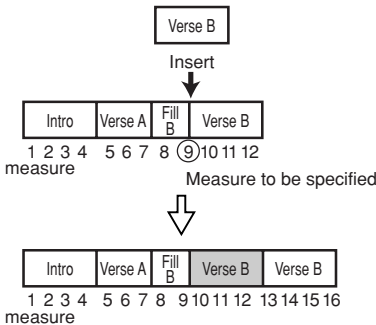 Verse B
Insert
Intro Verse A Fill B Verse B
1 2 3 4 5 6 7 8 9 10 11 12
measure
Measure to be specified
Intro Verse A Fill B Verse B Verse B
1 2 3 4 5 6 7 8 9 10 11 12 13 14 15 16
measure